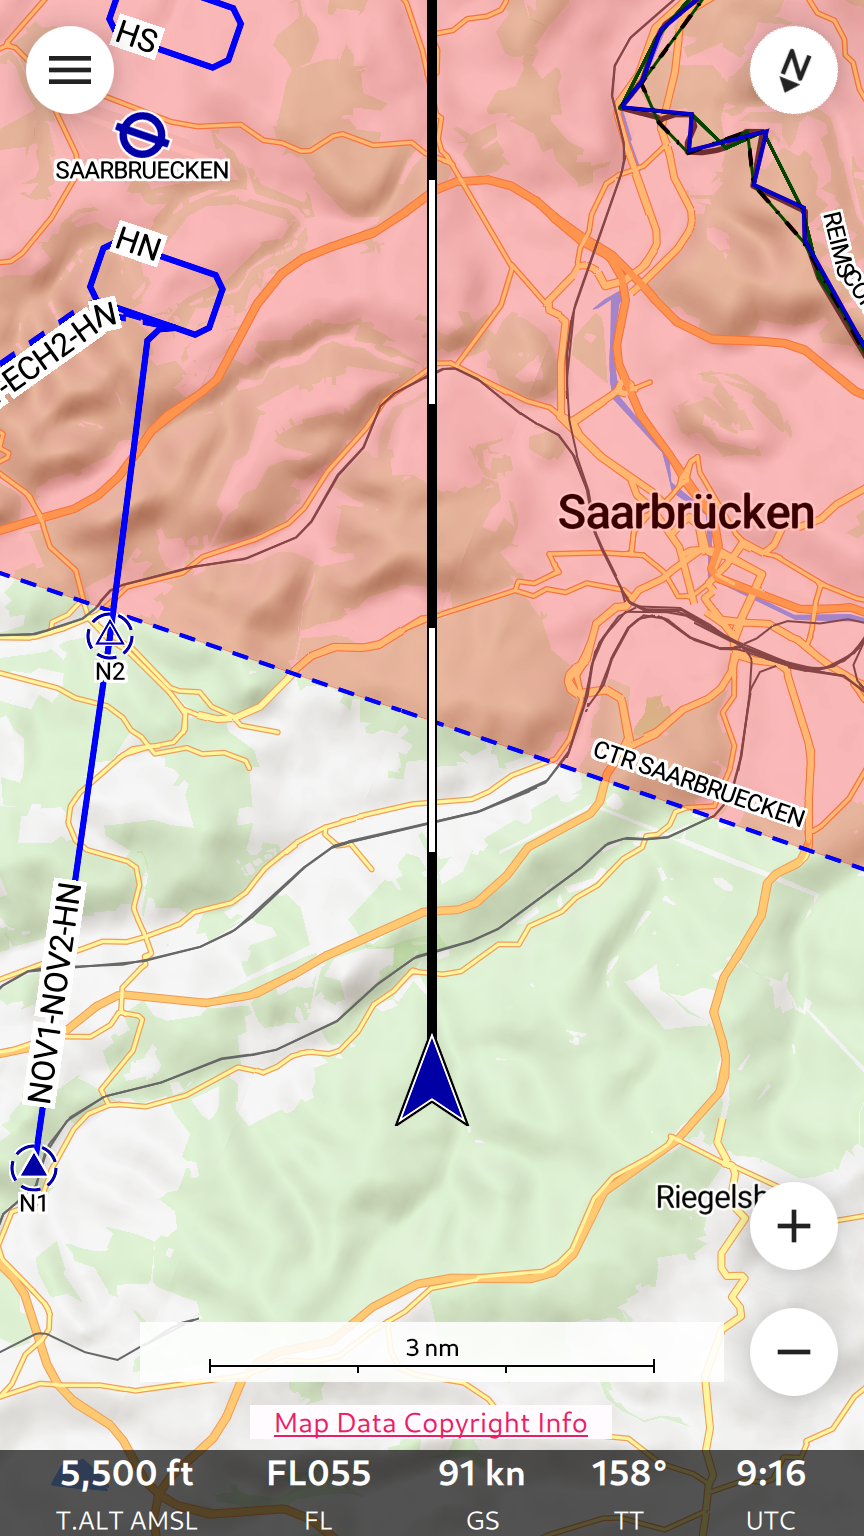 HS
N
SAARBRUECKEN
HN
REIMS
-ECH2-HN
Saarbrücken
N2
CTR SAARBRUECKEN
NOV1-NOV2-HN
N1
Riegelsb
3 nm
Map Data Copyright Info
5,500 ft FL055 91 kn 158° 9:16
T.ALT AMSL FL GS TT UTC